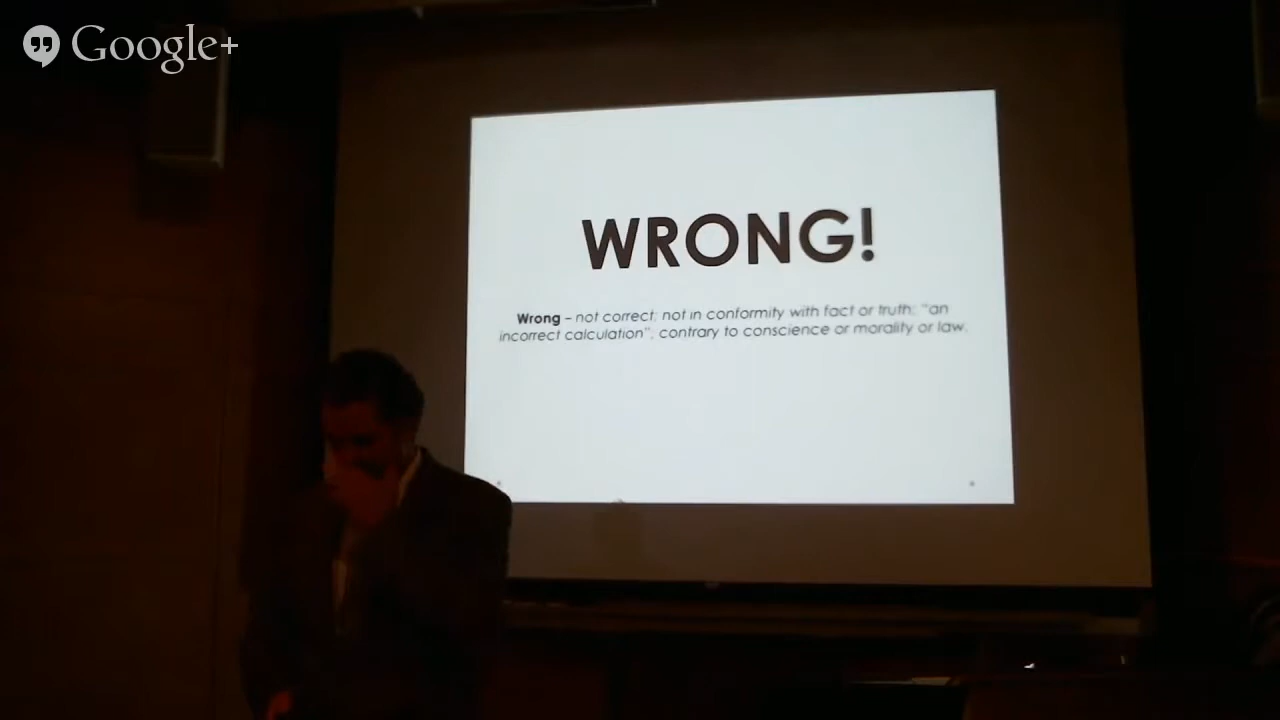 Google+
WRONG!
Wrong – not correct; not in conformity with fact or truth; "an
incorrect calculation", contrary to conscience or morality or law.